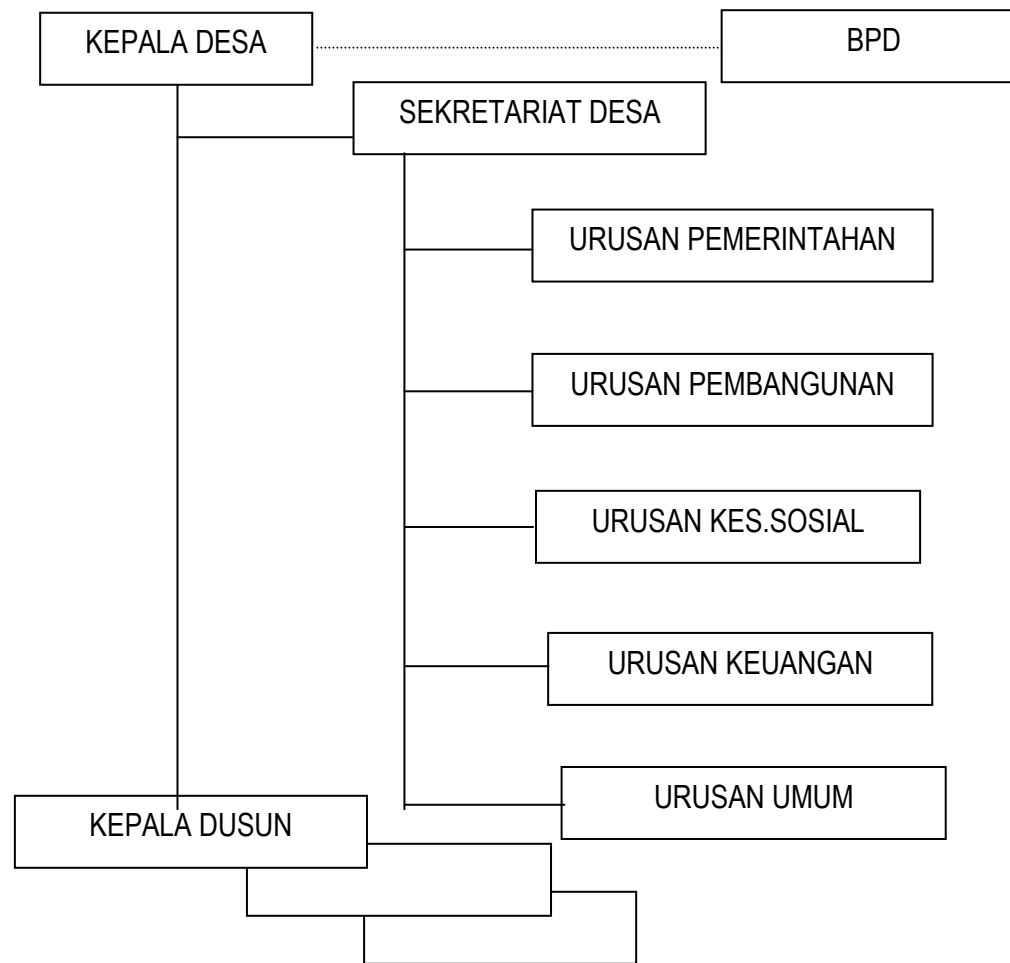 KEPALA DESA
BPD
SEKRETARIAT DESA
URUSAN PEMERINTAHAN
URUSAN PEMBANGUNAN
URUSAN KES.SOSIAL
URUSAN KEUANGAN
URUSAN UMUM
KEPALA DUSUN